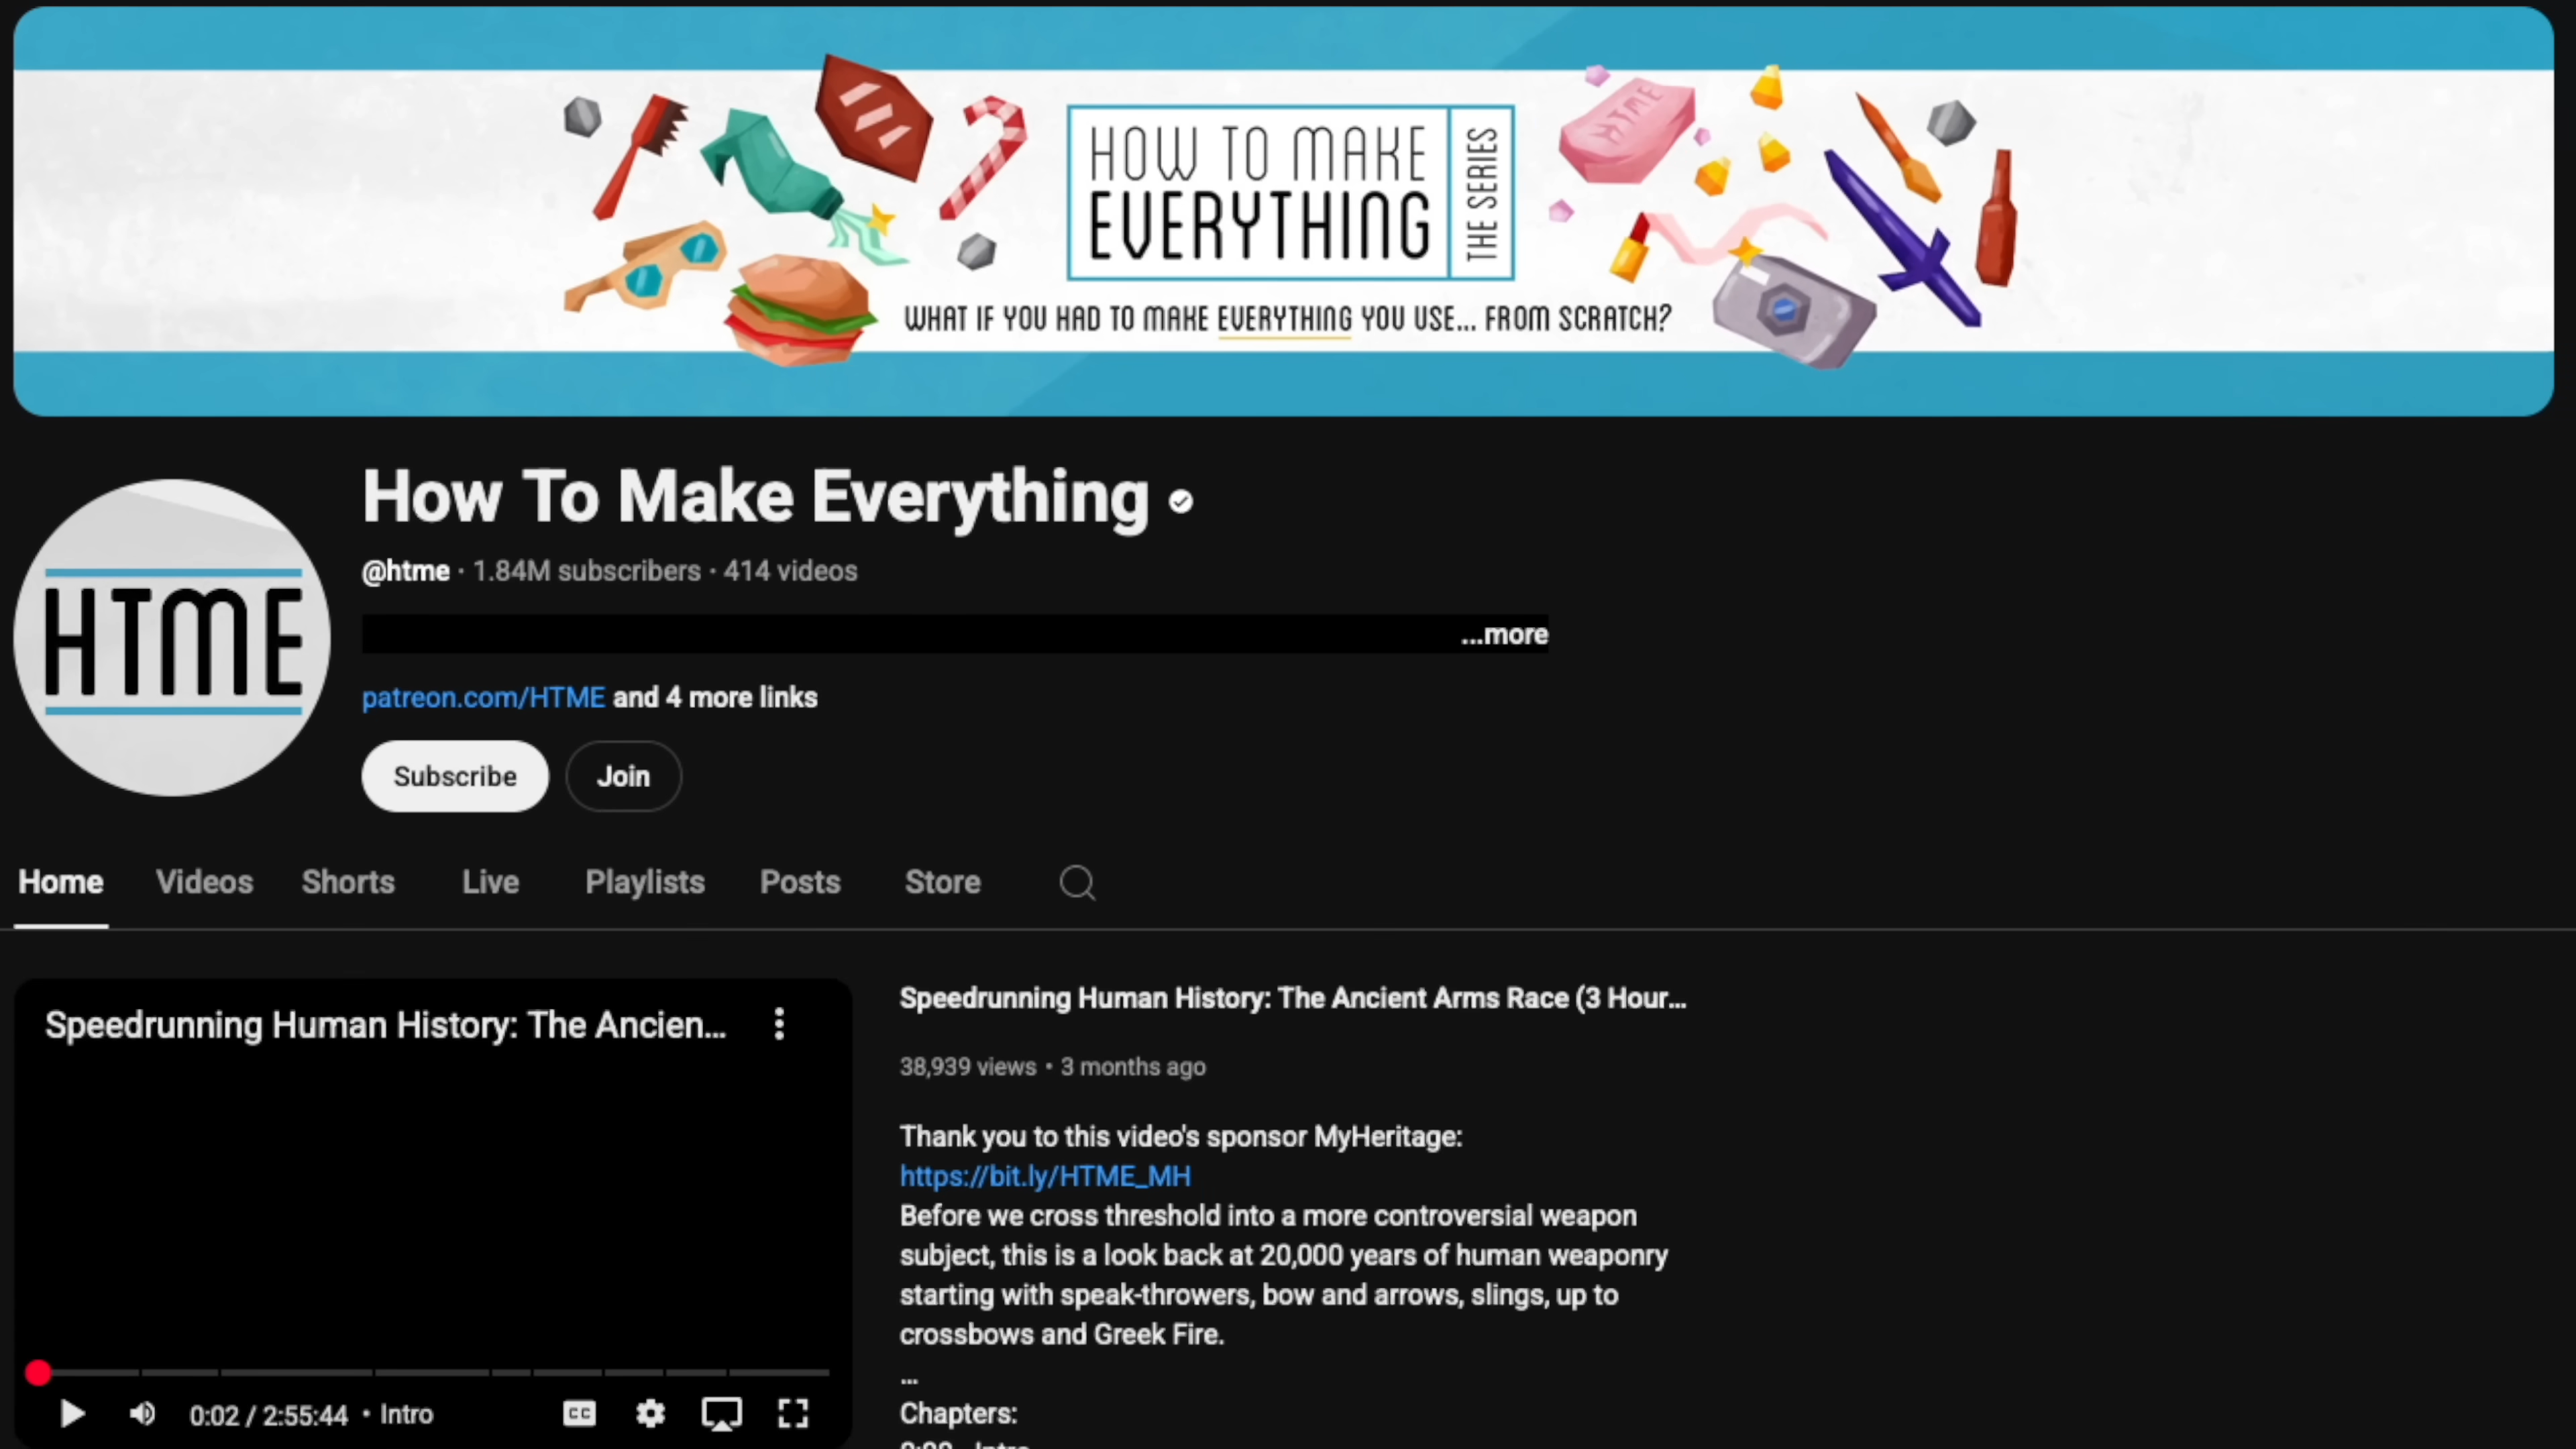 HOW TO MAKE
EVERYTHING
THE SERIES
HTME
WHAT IF YOU HAD TO MAKE EVERYTHING YOU USE... FROM SCRATCH?
HTME
How To Make Everything
@htme · 1.84M subscribers · 414 videos
...more
patreon.com/HTME and 4 more links
Subscribe Join
Home Videos Shorts Live Playlists Posts Store
Speedrunning Human History: The Ancien...
0:02 / 2:55:44 • Intro
CC
Speedrunning Human History: The Ancient Arms Race (3 Hour...
38,939 views • 3 months ago
Thank you to this video's sponsor MyHeritage:
https://bit.ly/HTME_MH
Before we cross threshold into a more controversial weapon
subject, this is a look back at 20,000 years of human weaponry
starting with speak-throwers, bow and arrows, slings, up to
crossbows and Greek Fire.
...
Chapters: